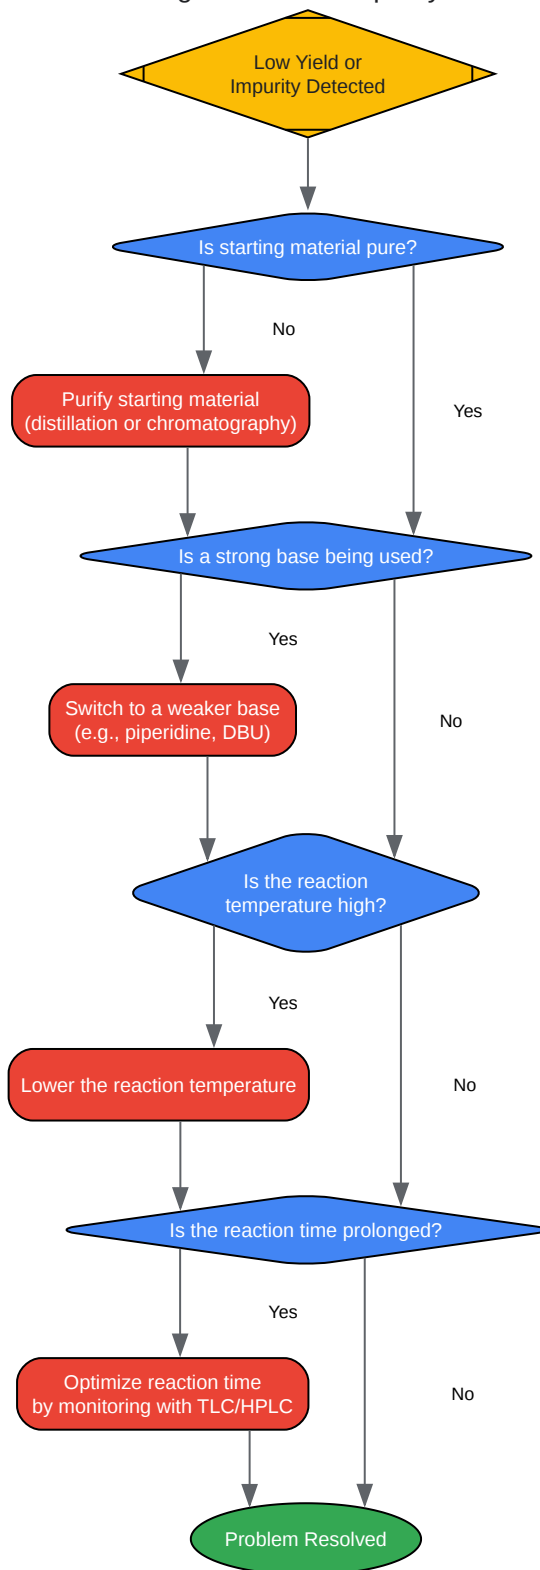 Low Yield or
Impurity Detected
Is starting material pure?
No
Purify starting material
(distillation or chromatography)
Yes
Is a strong base being used?
Yes
Switch to a weaker base
(e.g., piperidine, DBU)
No
Is the reaction
temperature high?
Yes
Lower the reaction temperature
No
Is the reaction time prolonged?
Yes
Optimize reaction time
by monitoring with TLC/HPLC
No
Problem Resolved